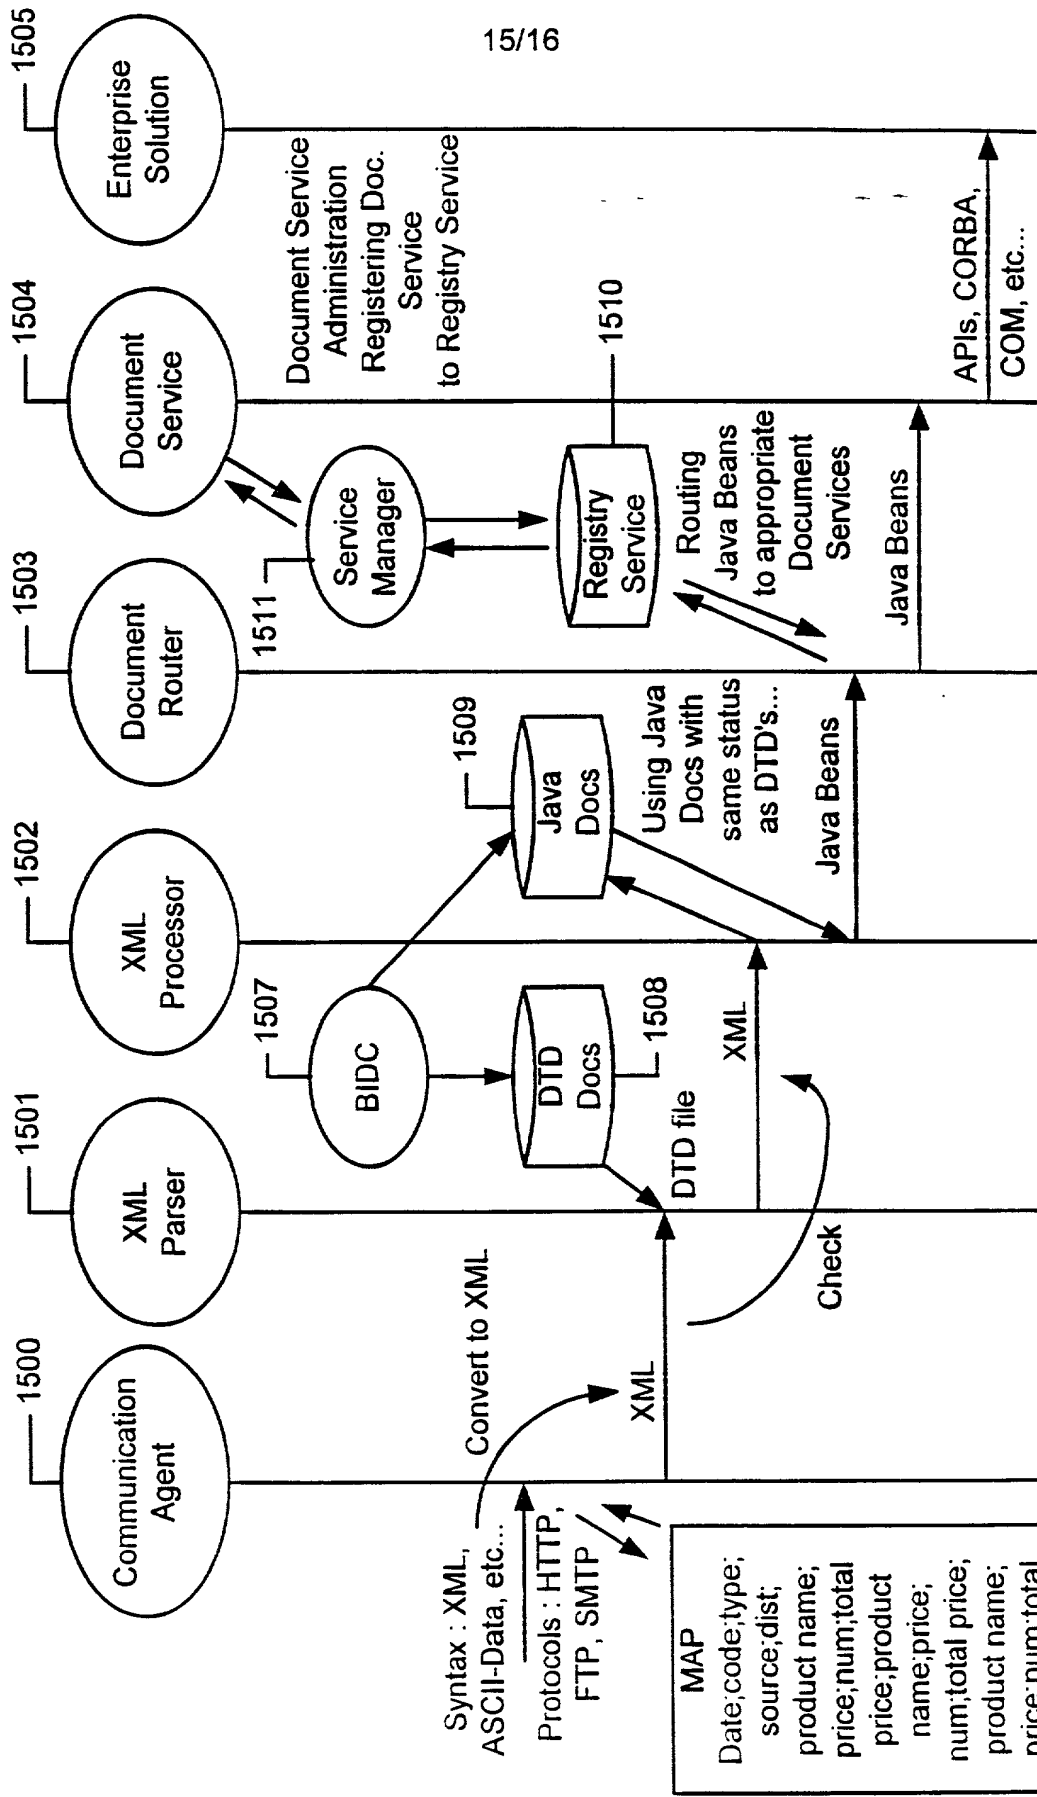 15/16
1500
Communication
Agent
1501
XML
Parser
1502
XML
Processor
1503
Document
Router
1504
Document
Service
1505
Enterprise
Solution
Syntax : XML,
ASCII-Data, etc...
Protocols : HTTP,
FTP, SMTP
Convert to XML
XML
MAP
Date;code;type;
source;dist;
product name;
price;num;total
price;product
name;price;
num;total price;
product name;
price;num;total
1507
BIDC
DTD
Docs
1508
DTD file
XML
Check
1509
Java
Docs
Using Java
Docs with
same status
as DTD's...
Java Beans
1511
Service
Manager
Registry
Service
1510
Routing
Java Beans
to appropriate
Document
Services
Java Beans
Document Service
Administration
Registering Doc.
Service
to Registry Service
APIs, CORBA,
COM, etc...